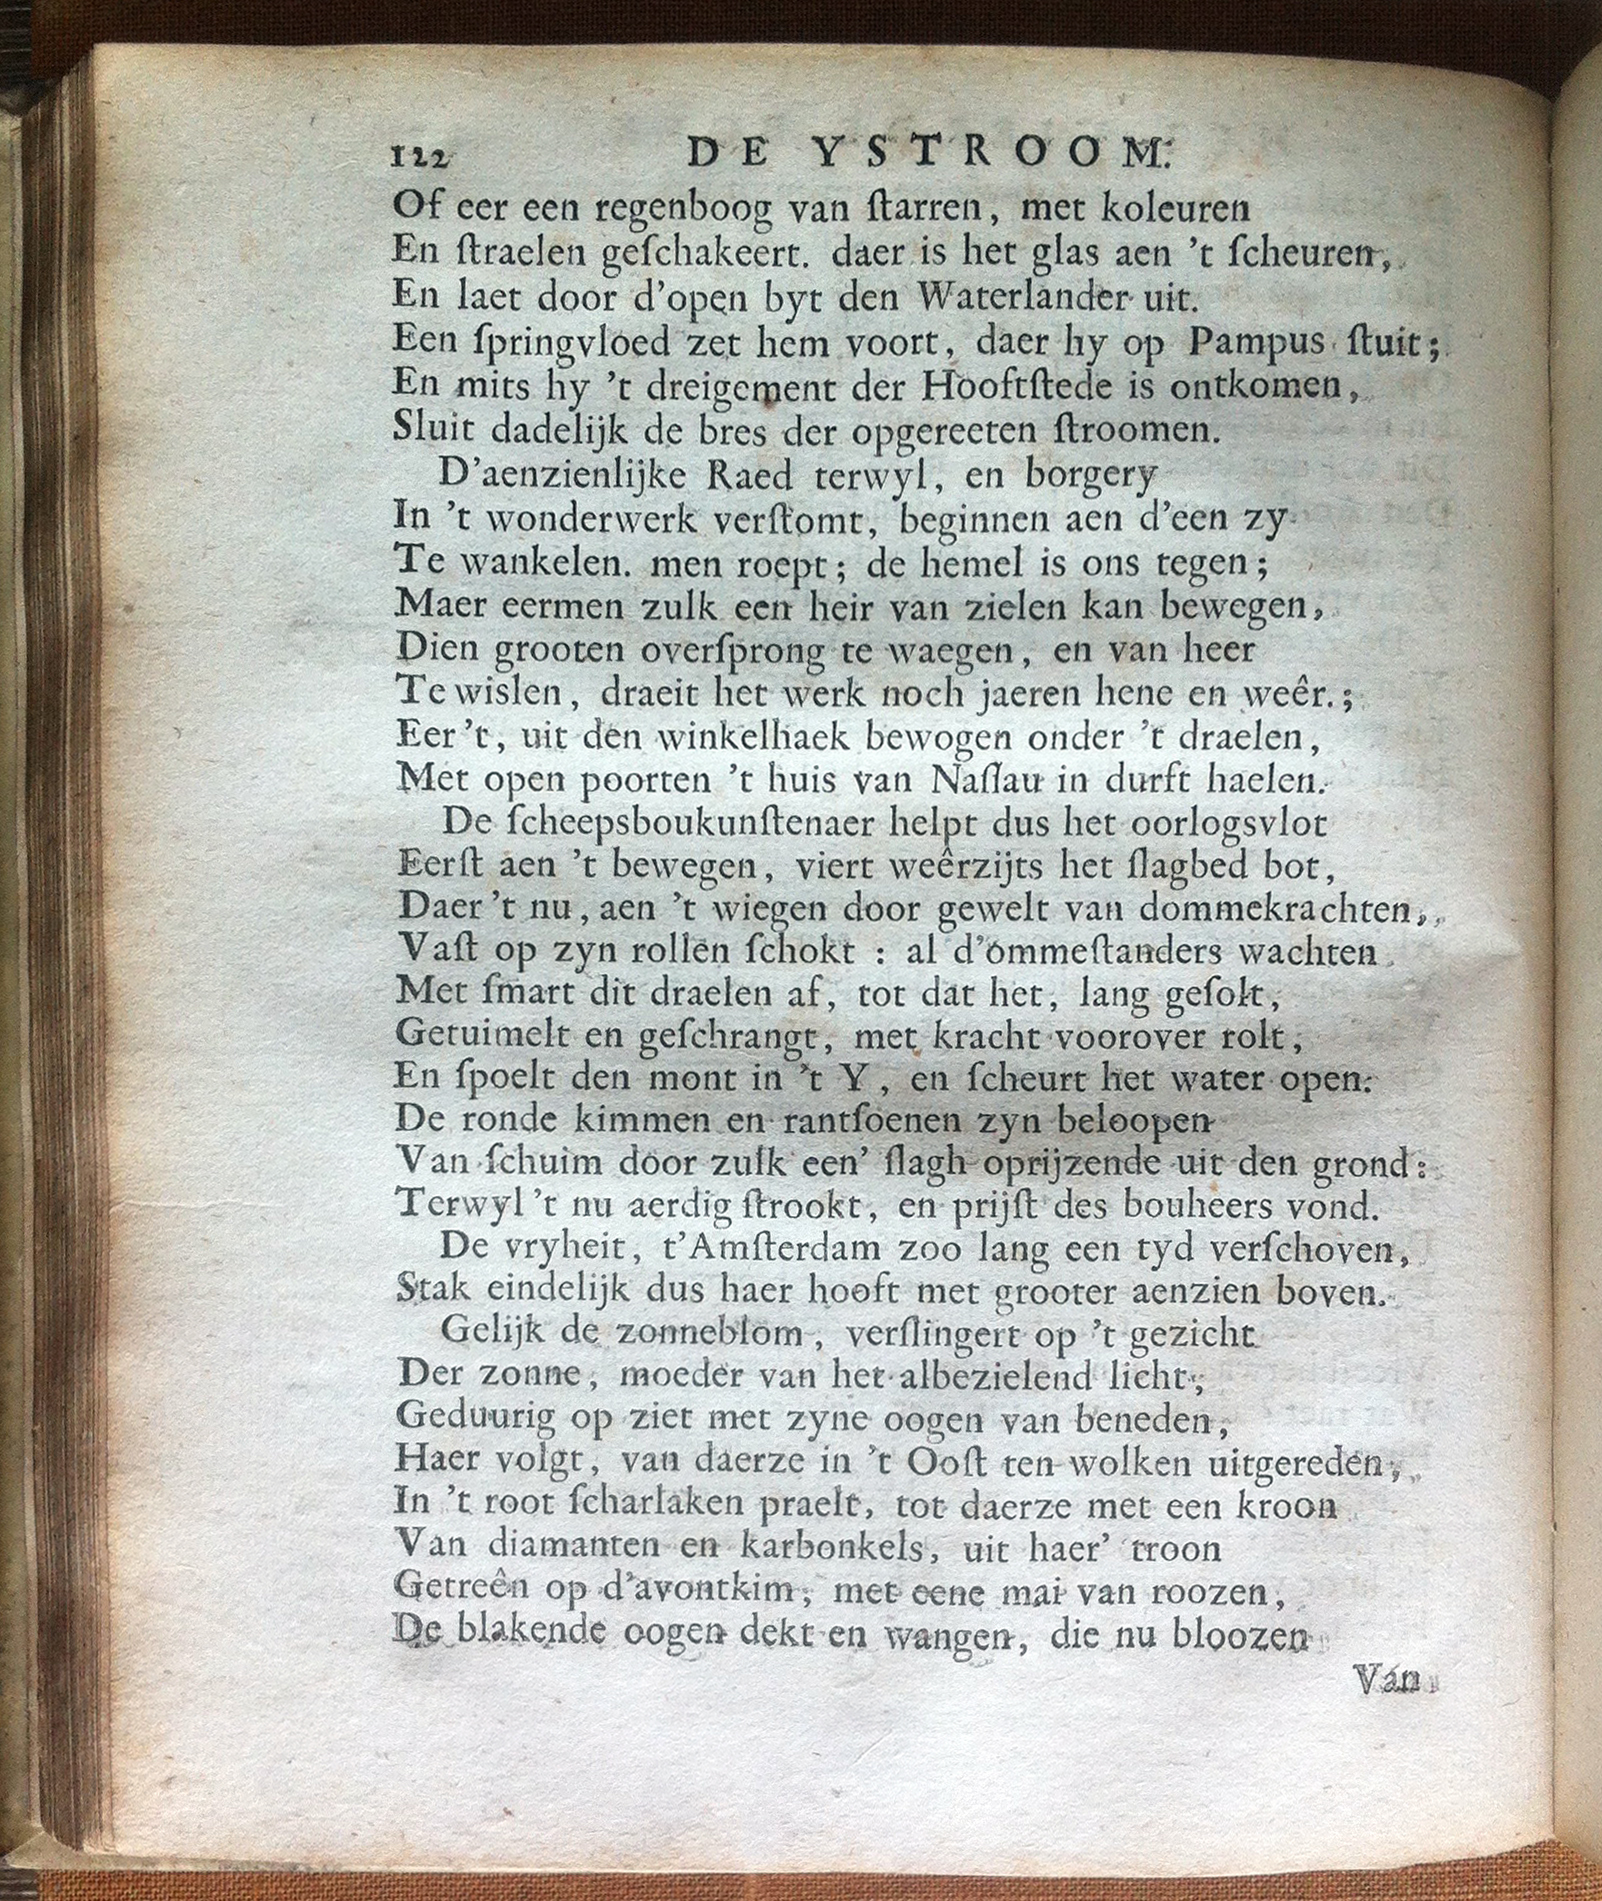 122 DE YSTROOM.
Of eer een regenboog van ſtarren, met koleuren
En ſtraelen geſchakeert. daer is het glas aen 't ſcheuren,
En laet door d'open byt den Waterlander uit.
Een ſpringvloed zet hem voort, daer hy op Pampus ſtuit;
En mits hy 't dreigement der Hooftſtede is ontkomen,
Sluit dadelijk de bres der opgereeten ſtroomen.
D'aenzienlijke Raed terwyl, en borgery
In 't wonderwerk verſtomt, beginnen aen d'een zy
Te wankelen. men roept; de hemel is ons tegen;
Maer eermen zulk een heir van zielen kan bewegen,
Dien grooten overſprong te waegen, en van heer
Te wislen, draeit het werk noch jaeren hene en weêr.;
Eer't, uit den winkelhaek bewogen onder 't draelen,
Met open poorten 't huis van Naſſau in durft haelen.
De ſcheepsboukunſtenaer helpt dus het oorlogsvlot
Eerſt aen 't bewegen, viert weêrzijts het ſlagbed bot,
Daer 't nu, aen 't wiegen door gewelt van dommekrachten,
Vaſt op zyn rollen ſchokt : al d'ommeſtanders wachten
Met ſmart dit draelen af, tot dat het, lang geſolt,
Getuimelt en geſchrangt, met kracht voorover rolt,
En ſpoelt den mont in 't Y, en ſcheurt het water open:
De ronde kimmen en rantſoenen zyn beloopen
Van ſchuim door zulk een' ſlagh oprijzende uit den grond:
Terwyl 't nu aerdig ſtrookt, en prijſt des bouheers vond.
De vryheit, t'Amſterdam zoo lang een tyd verſchoven,
Stak eindelijk dus haer hooft met grooter aenzien boven.
Gelijk de zonneblom, verſlingert op 't gezicht
Der zonne, moeder van het albezielend licht,
Geduurig op ziet met zyne oogen van beneden,
Haer volgt, van daerze in 't Ooſt ten wolken uitgereden,
In 't root ſcharlaken praelt, tot daerze met een kroon
Van diamanten en karbonkels, uit haer' troon
Getreên op d'avontkim, met eene mai van roozen,
De blakende oogen dekt en wangen, die nu bloozen
Van